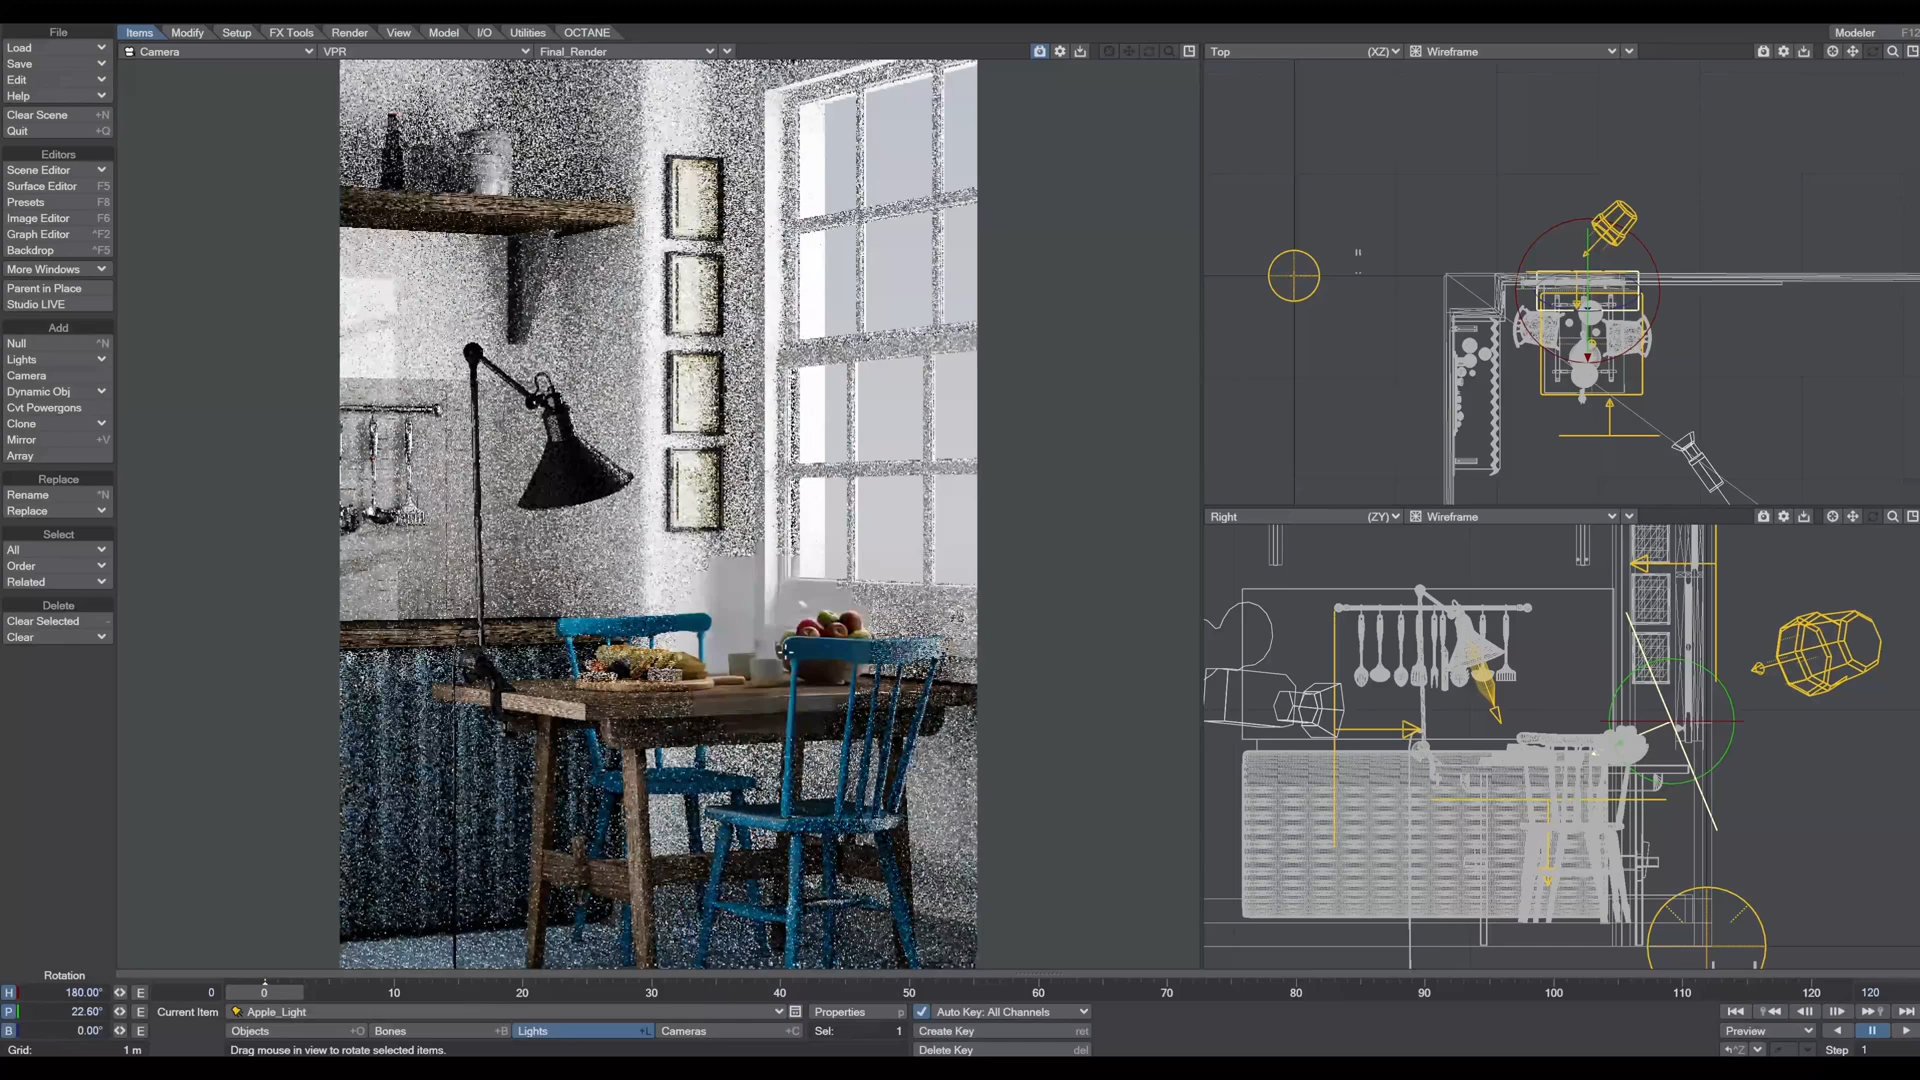 File
Load
Save
Edit
Help
Clear Scene +N
Quit +Q
Editors
Scene Editor
Surface Editor F5
Presets F8
Image Editor F6
Graph Editor ^F2
Backdrop ^F5
More Windows
Parent in Place
Studio LIVE
Add
Null ^N
Lights
Camera
Dynamic Obj
Cvt Powergons
Clone
Mirror +V
Array
Replace
Rename ^N
Replace
Select
All
Order
Related
Delete
Clear Selected -
Clear
Items Modify Setup FX Tools Render View Model I/O Utilities OCTANE
Modeler F12
Camera VPR Final_Render
Top (XZ) Wireframe
Right (ZY) Wireframe
Rotation
H 180.00° E
P 22.60° E
B 0.00° E
Grid: 1 m
0 0 10 20 30 40 50 60 70 80 90 100 110 120 120
Current Item Apple_Light Properties p Auto Key: All Channels
Objects +O Bones +B Lights +L Cameras +C Sel: 1 Create Key ret
Drag mouse in view to rotate selected items. Delete Key del
Preview
^Z Step 1